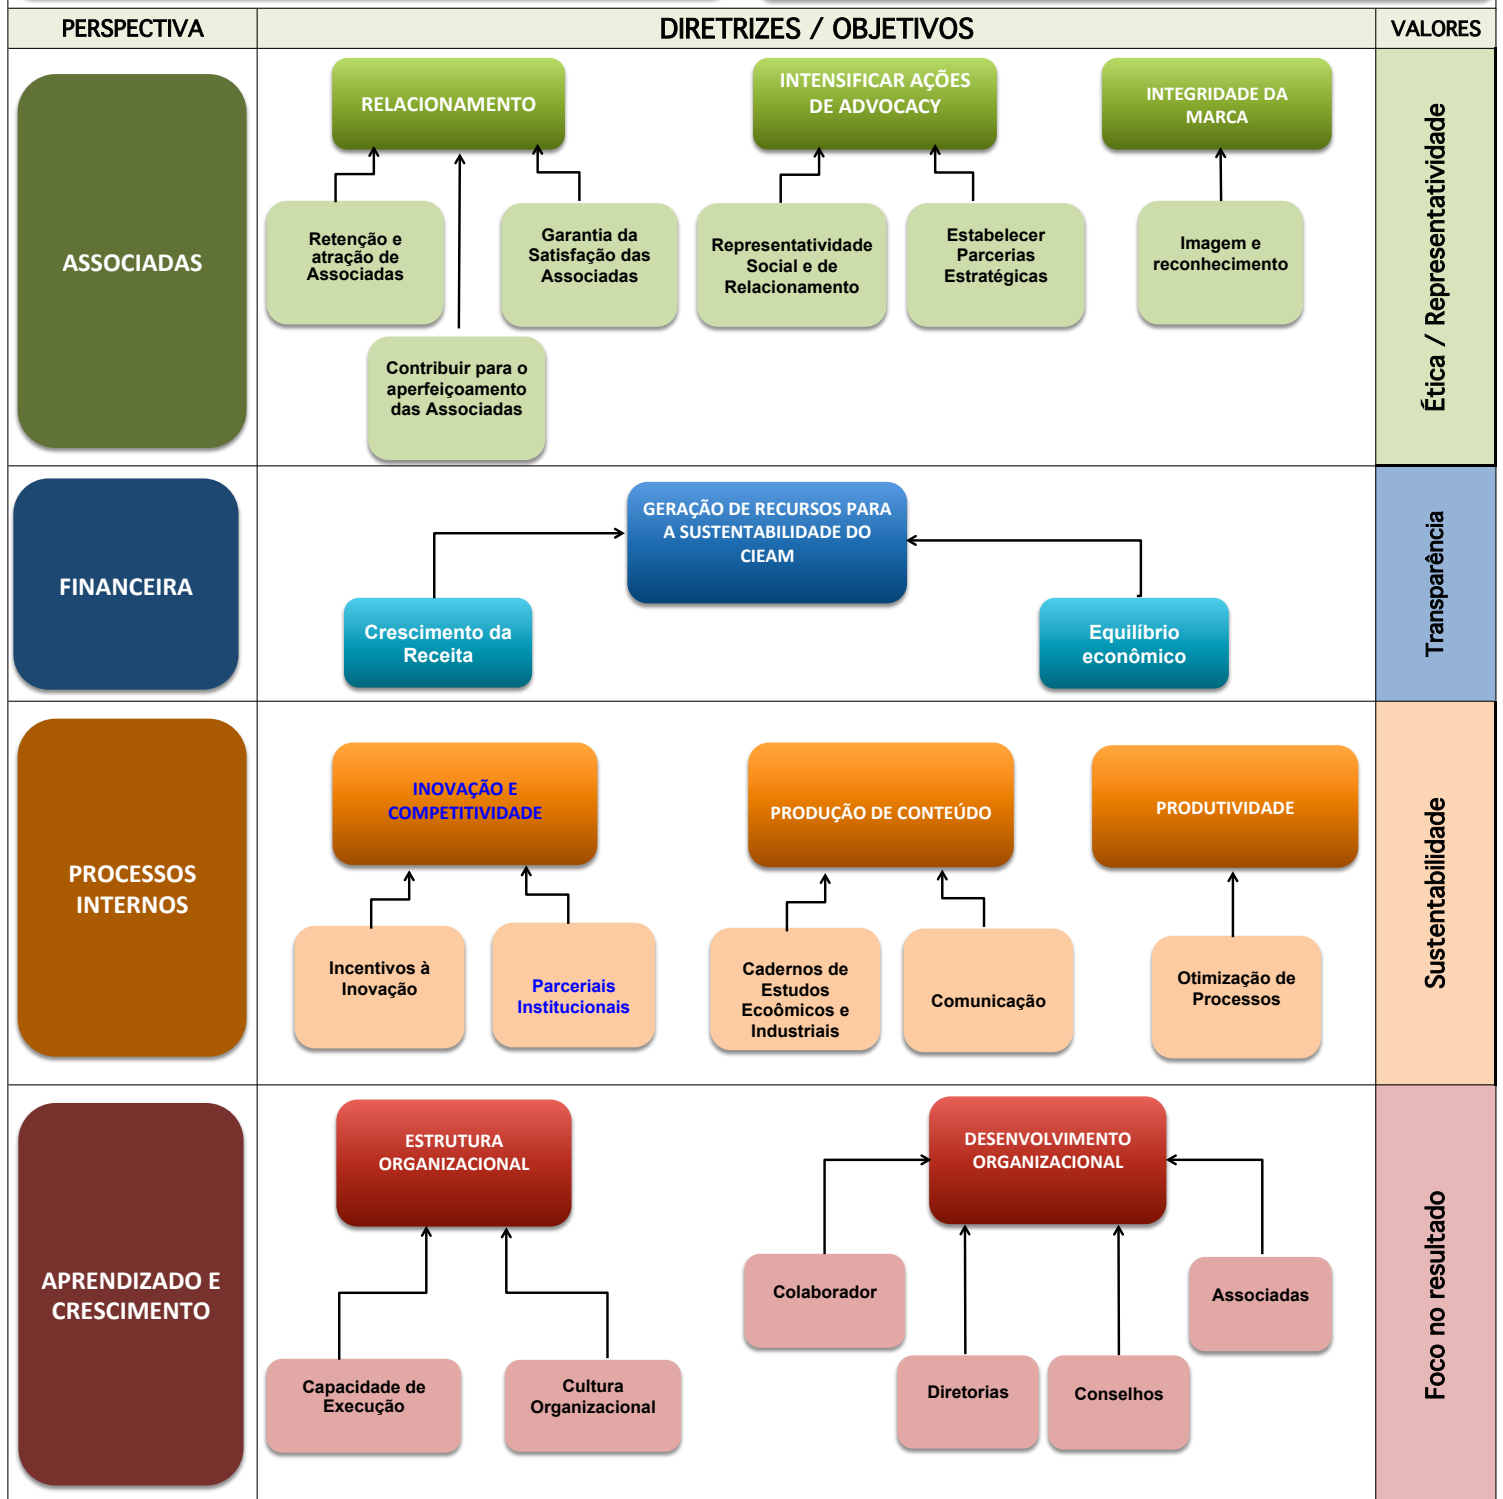 PERSPECTIVA
DIRETRIZES / OBJETIVOS
VALORES
ASSOCIADAS
RELACIONAMENTO
INTENSIFICAR AÇÕES
DE ADVOCACY
INTEGRIDADE DA
MARCA
Retenção e
atração de
Associadas
Garantia da
Satisfação das
Associadas
Representatividade
Social e de
Relacionamento
Estabelecer
Parcerias
Estratégicas
Imagem e
reconhecimento
Contribuir para o
aperfeiçoamento
das Associadas
Ética / Representatividade
FINANCEIRA
GERAÇÃO DE RECURSOS PARA
A SUSTENTABILIDADE DO
CIEAM
Crescimento da
Receita
Equilíbrio
econômico
Transparência
PROCESSOS
INTERNOS
INOVAÇÃO E
COMPETITIVIDADE
PRODUÇÃO DE CONTEÚDO
PRODUTIVIDADE
Incentivos à
Inovação
Parceriais
Institucionais
Cadernos de
Estudos
Ecoômicos e
Industriais
Comunicação
Otimização de
Processos
Sustentabilidade
APRENDIZADO E
CRESCIMENTO
ESTRUTURA
ORGANIZACIONAL
DESENVOLVIMENTO
ORGANIZACIONAL
Colaborador
Associadas
Capacidade de
Execução
Cultura
Organizacional
Diretorias
Conselhos
Foco no resultado